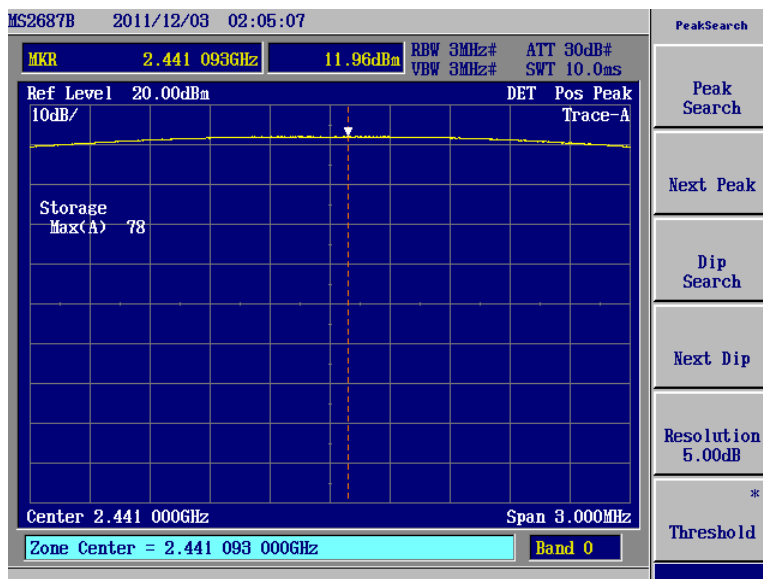 MS2687B 2011/12/03 02:05:07
PeakSearch
MKR 2.441 093GHz 11.96dBm
RBW 3MHz# ATT 30dB#
VBW 3MHz# SWT 10.0ms
Ref Level 20.00dBm DET Pos Peak
10dB/ Trace-A
Storage
Max(A) 78
Center 2.441 000GHz Span 3.000MHz
Zone Center = 2.441 093 000GHz Band 0
Peak
Search
Next Peak
Dip
Search
Next Dip
Resolution
5.00dB
*
Threshold